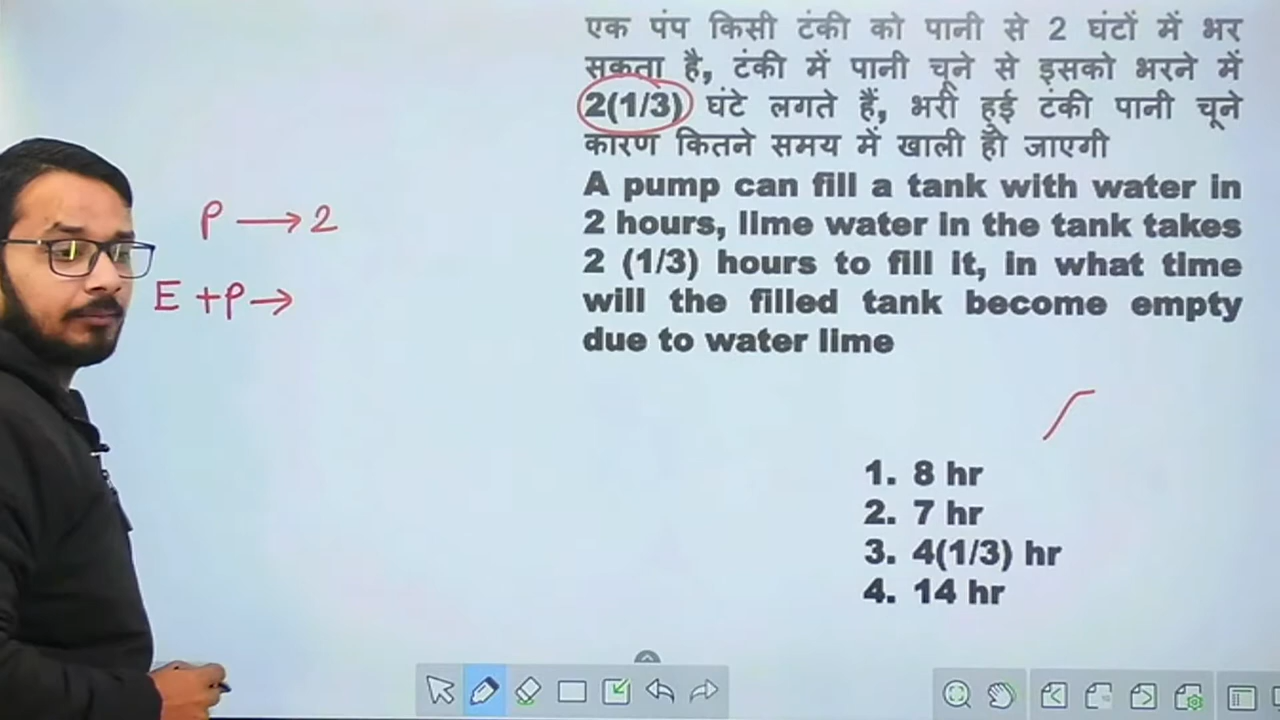 एक पंप किसी टंकी को पानी से 2 घंटों में भर
सकता है, टंकी में पानी चूने से इसको भरने में
2(1/3) घंटे लगते हैं, भरी हुई टंकी पानी चूने
कारण कितने समय में खाली हो जाएगी
A pump can fill a tank with water in
2 hours, lime water in the tank takes
2 (1/3) hours to fill it, in what time
will the filled tank become empty
due to water lime
P → 2
E + P →
1. 8 hr
2. 7 hr
3. 4(1/3) hr
4. 14 hr